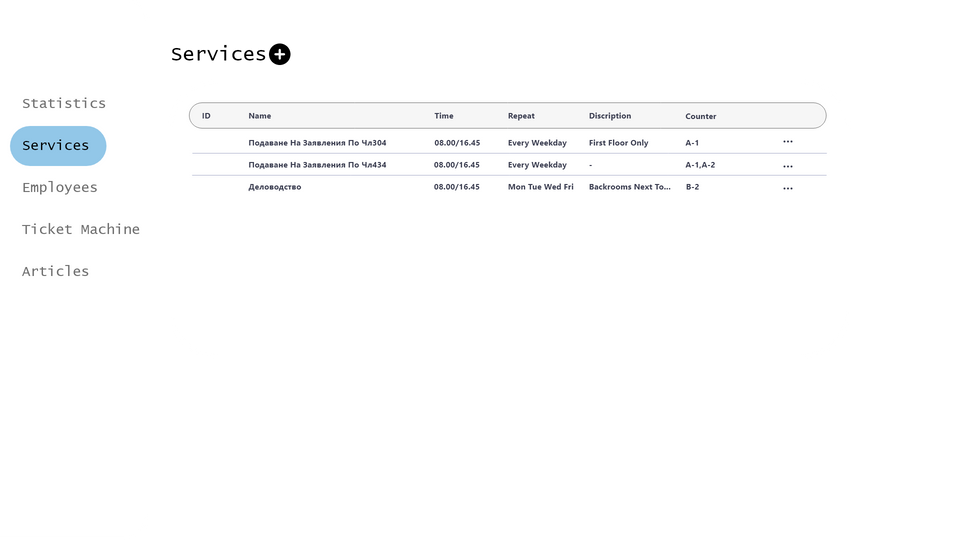 Services
Statistics
Services
Employees
Ticket Machine
Articles
ID Name Time Repeat Discription Counter
Подаване На Заявления По Чл304 08.00/16.45 Every Weekday First Floor Only A-1 ...
Подаване На Заявления По Чл434 08.00/16.45 Every Weekday - A-1,A-2 ...
Деловодство 08.00/16.45 Mon Tue Wed Fri Backrooms Next To... B-2 ...